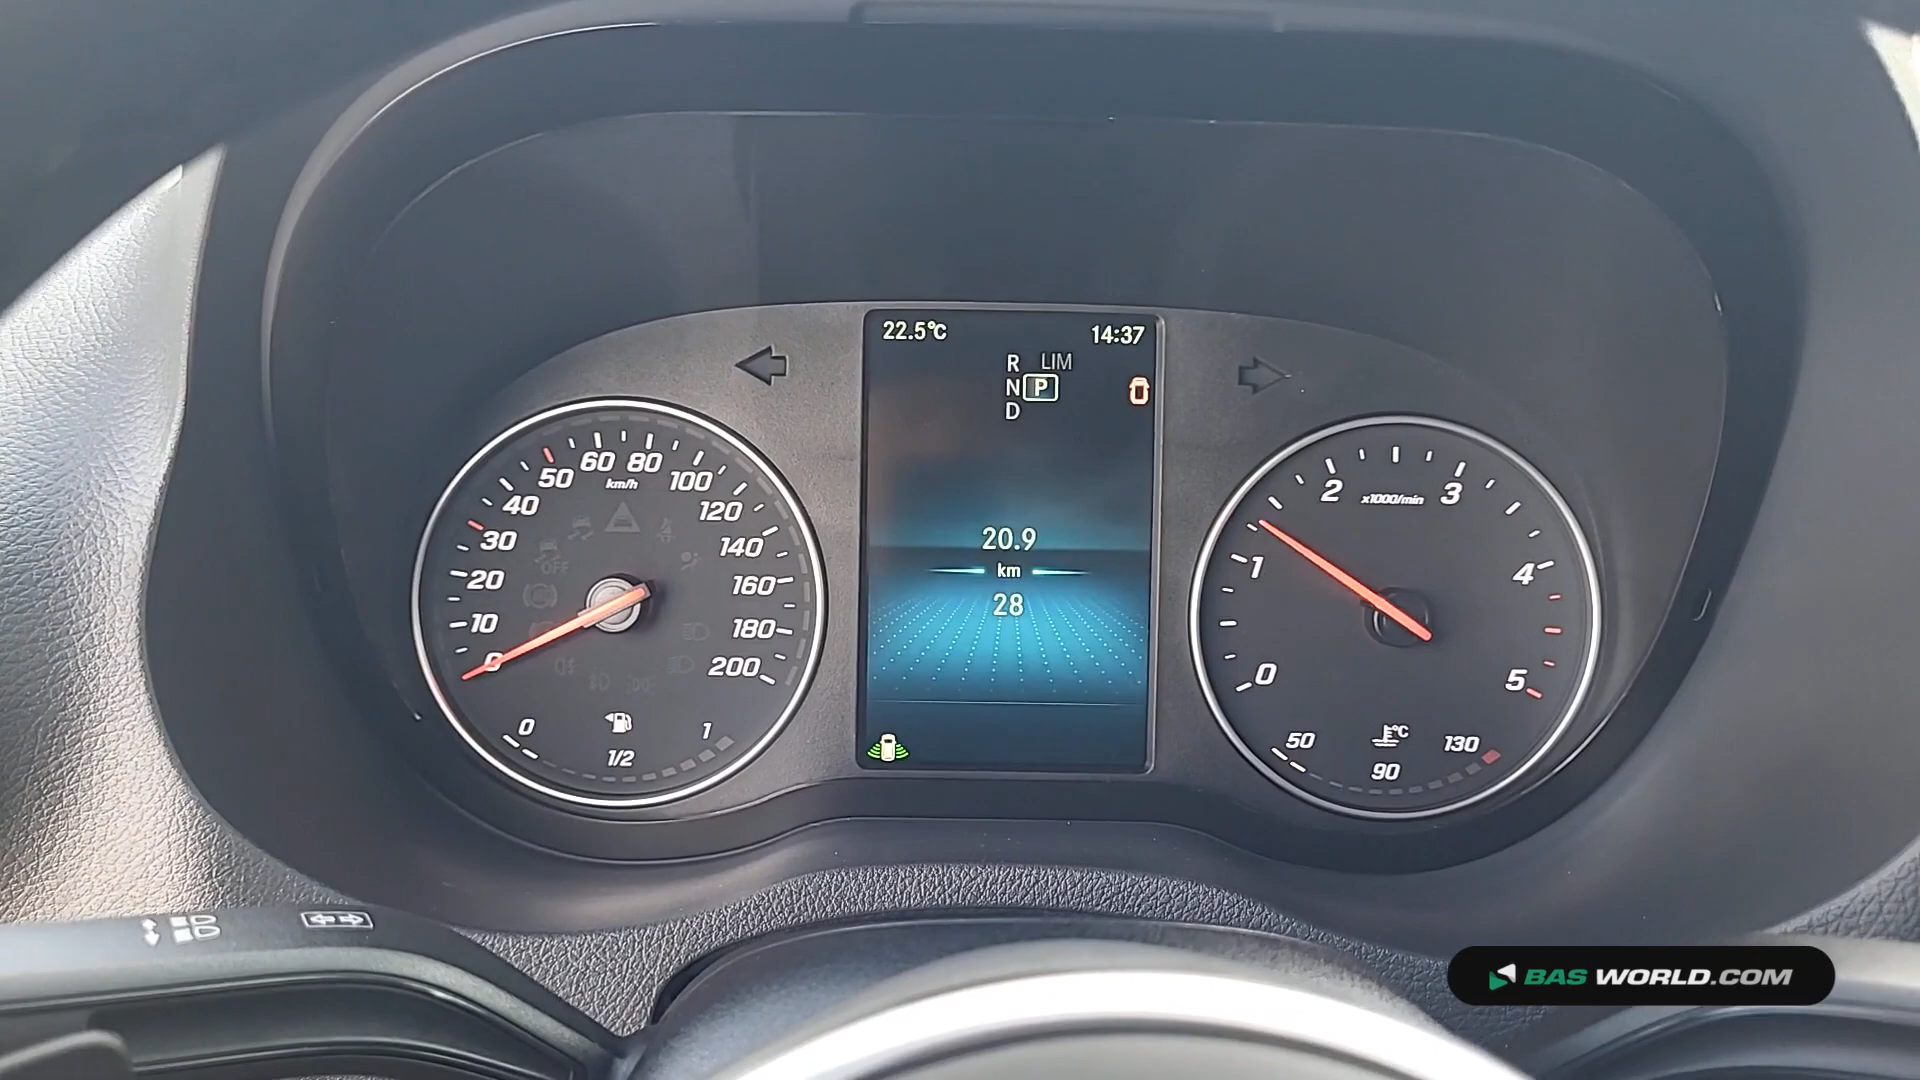 22.5°C 14:37
R LIM
N P
D
20.9
km
28
0 10 20 30 40 50 60 80 100 120 140 160 180 200
km/h
OFF
0 1/2 1
0 1 2 3 4 5
x1000/min
50 90 130
°C
BAS WORLD.COM